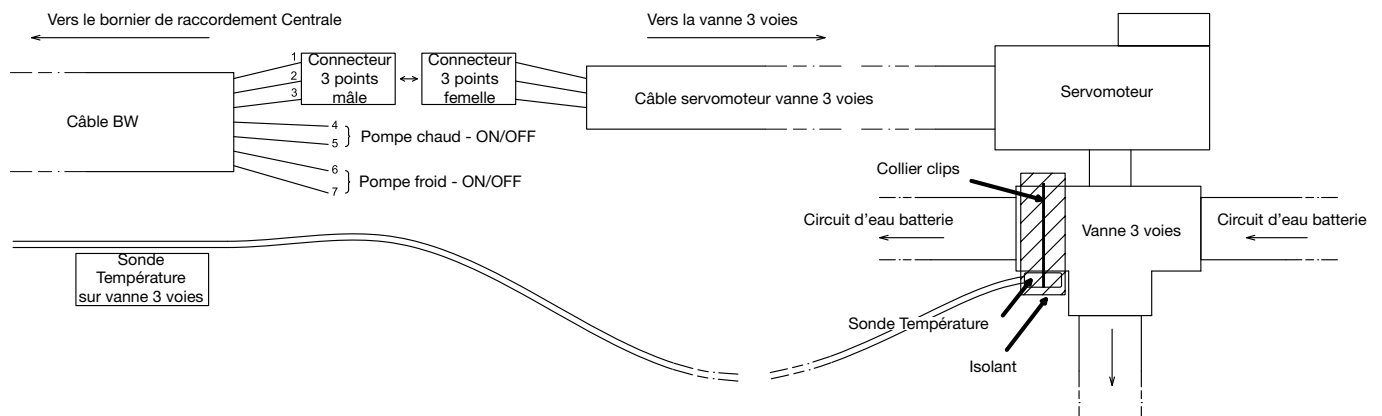 Vers le bornier de raccordement Centrale
Vers la vanne 3 voies
1
2
3
Connecteur
3 points
mâle
Connecteur
3 points
femelle
Câble servomoteur vanne 3 voies
Servomoteur
Câble BW
4
5
Pompe chaud - ON/OFF
6
7
Pompe froid - ON/OFF
Collier clips
Circuit d'eau batterie
Vanne 3 voies
Circuit d'eau batterie
Sonde
Température
sur vanne 3 voies
Sonde Température
Isolant